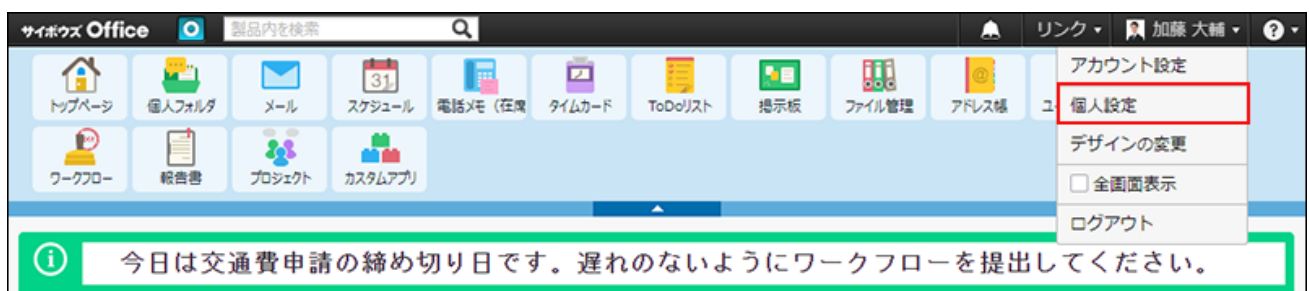 サイボウズ Office 製品内を検索 リンク 加藤 大輔 ?
トップページ 個人フォルダ メール 31 スケジュール 電話メモ（在席 タイムカード ToDoリスト 掲示板 ファイル管理 アドレス帳 ユ
アカウント設定
個人設定
デザインの変更
全画面表示
ログアウト
ワークフロー 報告書 プロジェクト カスタムアプリ
今日は交通費申請の締め切り日です。遅れのないようにワークフローを提出してください。